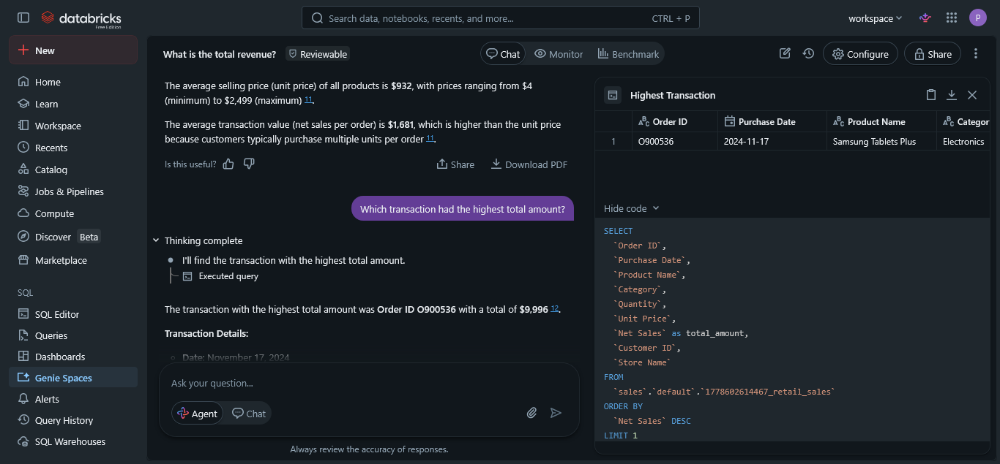 databricks
Free Edition
Search data, notebooks, recents, and more...
CTRL + P
workspace
P
New
Home
Learn
Workspace
Recents
Catalog
Jobs & Pipelines
Compute
Discover Beta
Marketplace
SQL
SQL Editor
Queries
Dashboards
Genie Spaces
Alerts
Query History
SQL Warehouses
What is the total revenue?
Reviewable
Chat
Monitor
Benchmark
Configure
Share
The average selling price (unit price) of all products is $932, with prices ranging from $4
(minimum) to $2,499 (maximum) 11.
The average transaction value (net sales per order) is $1,681, which is higher than the unit price
because customers typically purchase multiple units per order 11.
Is this useful?
Share
Download PDF
Which transaction had the highest total amount?
Thinking complete
I'll find the transaction with the highest total amount.
Executed query
The transaction with the highest total amount was Order ID O900536 with a total of $9,996 12.
Transaction Details:
Date: November 17, 2024
Ask your question...
Agent
Chat
Always review the accuracy of responses.
Highest Transaction
Order ID Purchase Date Product Name Categor
1 O900536 2024-11-17 Samsung Tablets Plus Electronics
Hide code
SELECT
`Order ID`,
`Purchase Date`,
`Product Name`,
`Category`,
`Quantity`,
`Unit Price`,
`Net Sales` as total_amount,
`Customer ID`,
`Store Name`
FROM
`sales`.`default`.`1778602614467_retail_sales`
ORDER BY
`Net Sales` DESC
LIMIT 1